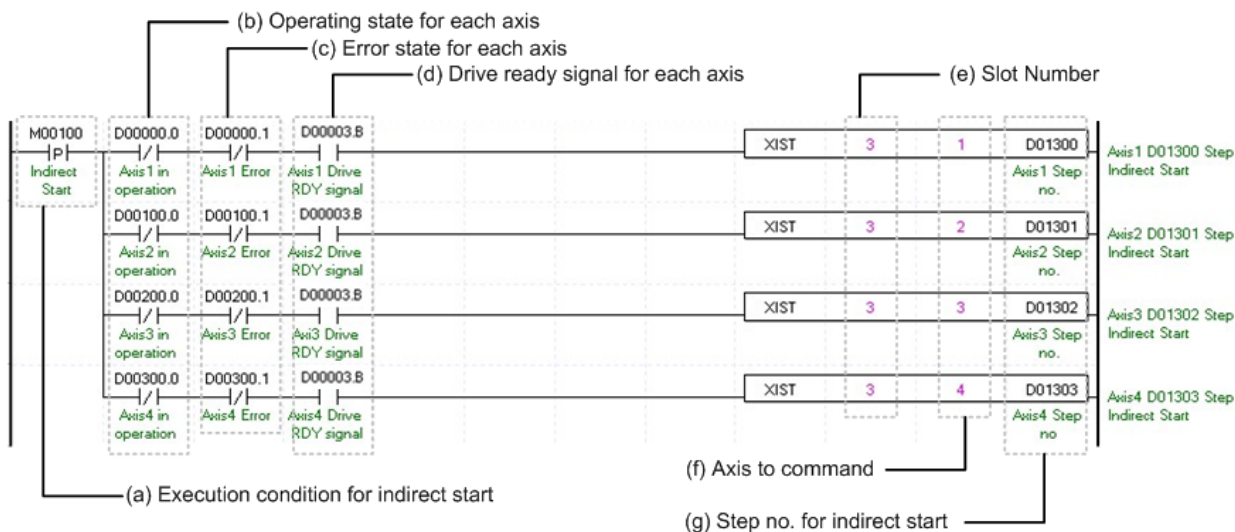 (b) Operating state for each axis
(c) Error state for each axis
(d) Drive ready signal for each axis
(e) Slot Number
M00100 D00000.0 D00000.1 D00003.B
P
XIST 3 1 D01300
Indirect Start
Axis1 in operation
Axis1 Error
Axis1 Drive RDY signal
Axis1 Step no.
Axis1 D01300 Step Indirect Start
D00100.0 D00100.1 D00003.B
XIST 3 2 D01301
Axis2 in operation
Axis2 Error
Axis2 Drive RDY signal
Axis2 Step no.
Axis2 D01301 Step Indirect Start
D00200.0 D00200.1 D00003.B
XIST 3 3 D01302
Axis3 in operation
Axis3 Error
Axi3 Drive RDY signal
Axis3 Step no.
Axis3 D01302 Step Indirect Start
D00300.0 D00300.1 D00003.B
XIST 3 4 D01303
Axis4 in operation
Axis4 Error
Axis4 Drive RDY signal
Axis4 Step no
Axis4 D01303 Step Indirect Start
(f) Axis to command
(a) Execution condition for indirect start
(g) Step no. for indirect start